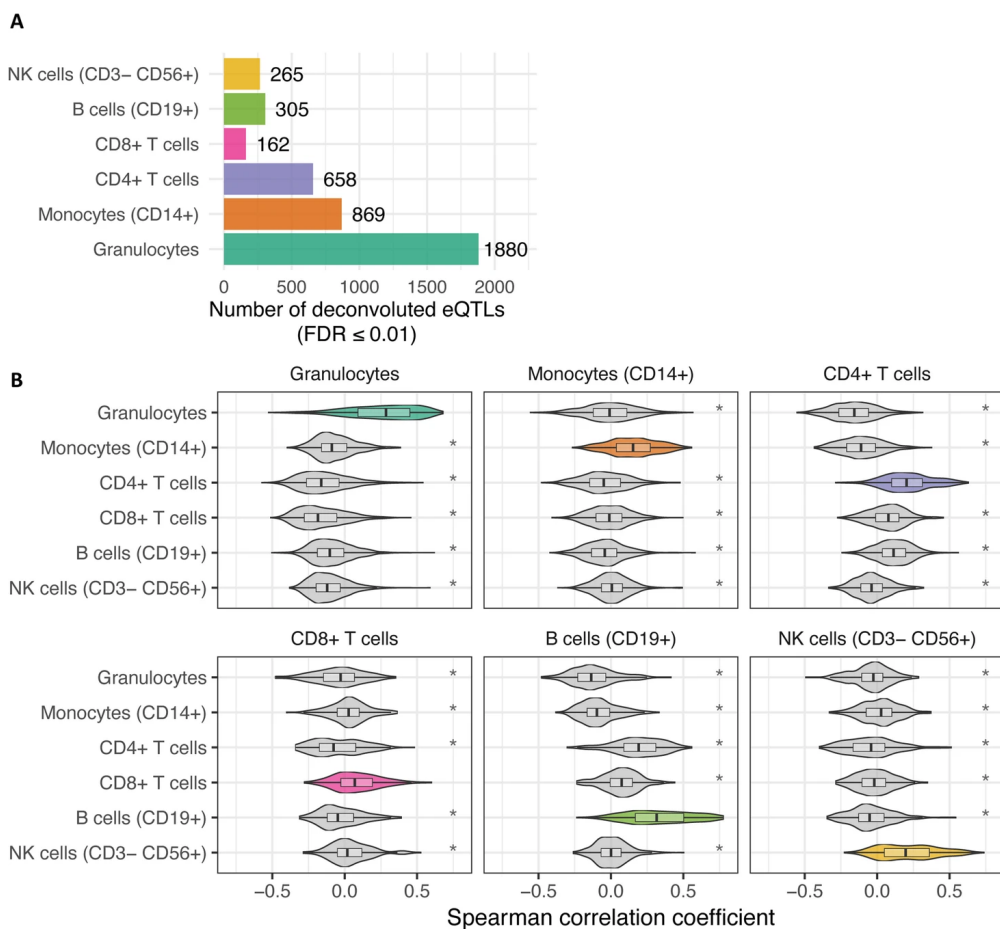 A
NK cells (CD3− CD56+)
265
B cells (CD19+)
305
CD8+ T cells
162
CD4+ T cells
658
Monocytes (CD14+)
869
Granulocytes
1880
0 500 1000 1500 2000
Number of deconvoluted eQTLs
(FDR ≤ 0.01)
B
Granulocytes Monocytes (CD14+) CD4+ T cells
Granulocytes * *
Monocytes (CD14+) * *
CD4+ T cells * *
CD8+ T cells * * *
B cells (CD19+) * * *
NK cells (CD3− CD56+) * * *
CD8+ T cells B cells (CD19+) NK cells (CD3− CD56+)
Granulocytes * * *
Monocytes (CD14+) * * *
CD4+ T cells * * *
CD8+ T cells * *
B cells (CD19+) * *
NK cells (CD3− CD56+) * *
−0.5 0.0 0.5 −0.5 0.0 0.5 −0.5 0.0 0.5
Spearman correlation coefficient